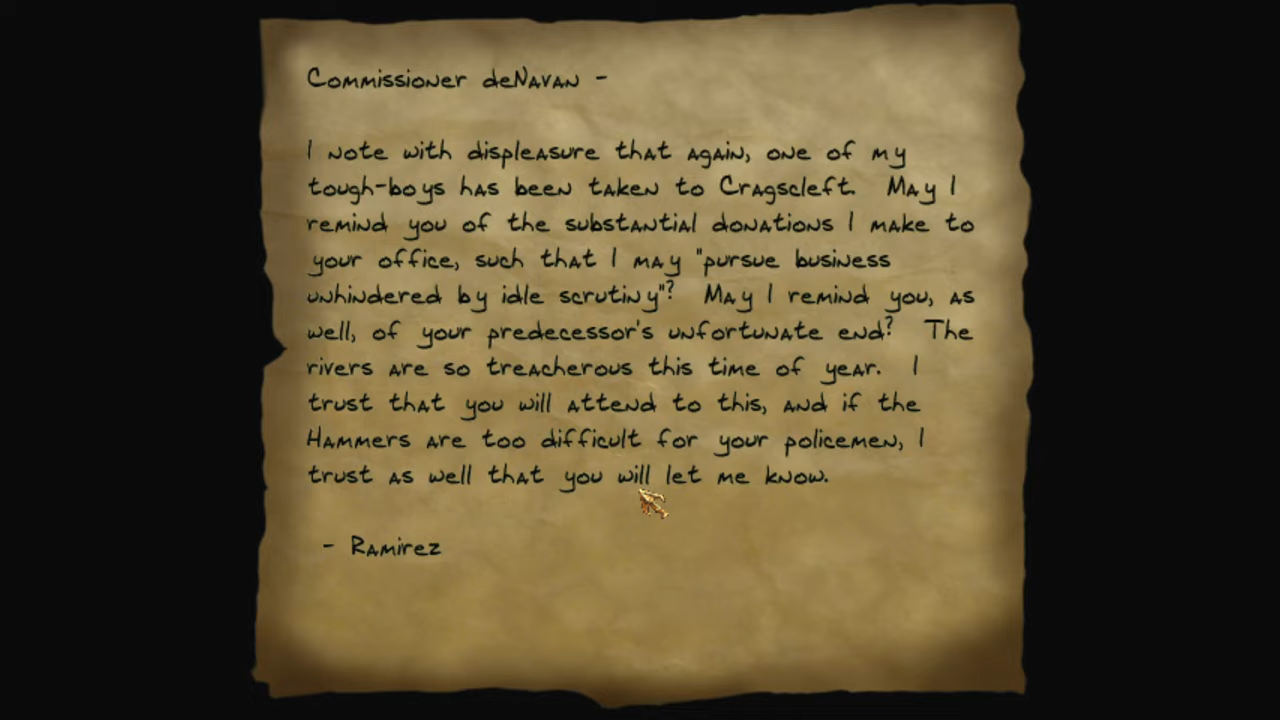 Commissioner deNavan -
I note with displeasure that again, one of my
tough-boys has been taken to Cragscleft. May I
remind you of the substantial donations I make to
your office, such that I may "pursue business
unhindered by idle scrutiny"? May I remind you, as
well, of your predecessor's unfortunate end? The
rivers are so treacherous this time of year. I
trust that you will attend to this, and if the
Hammers are too difficult for your policemen, I
trust as well that you will let me know.
- Ramirez